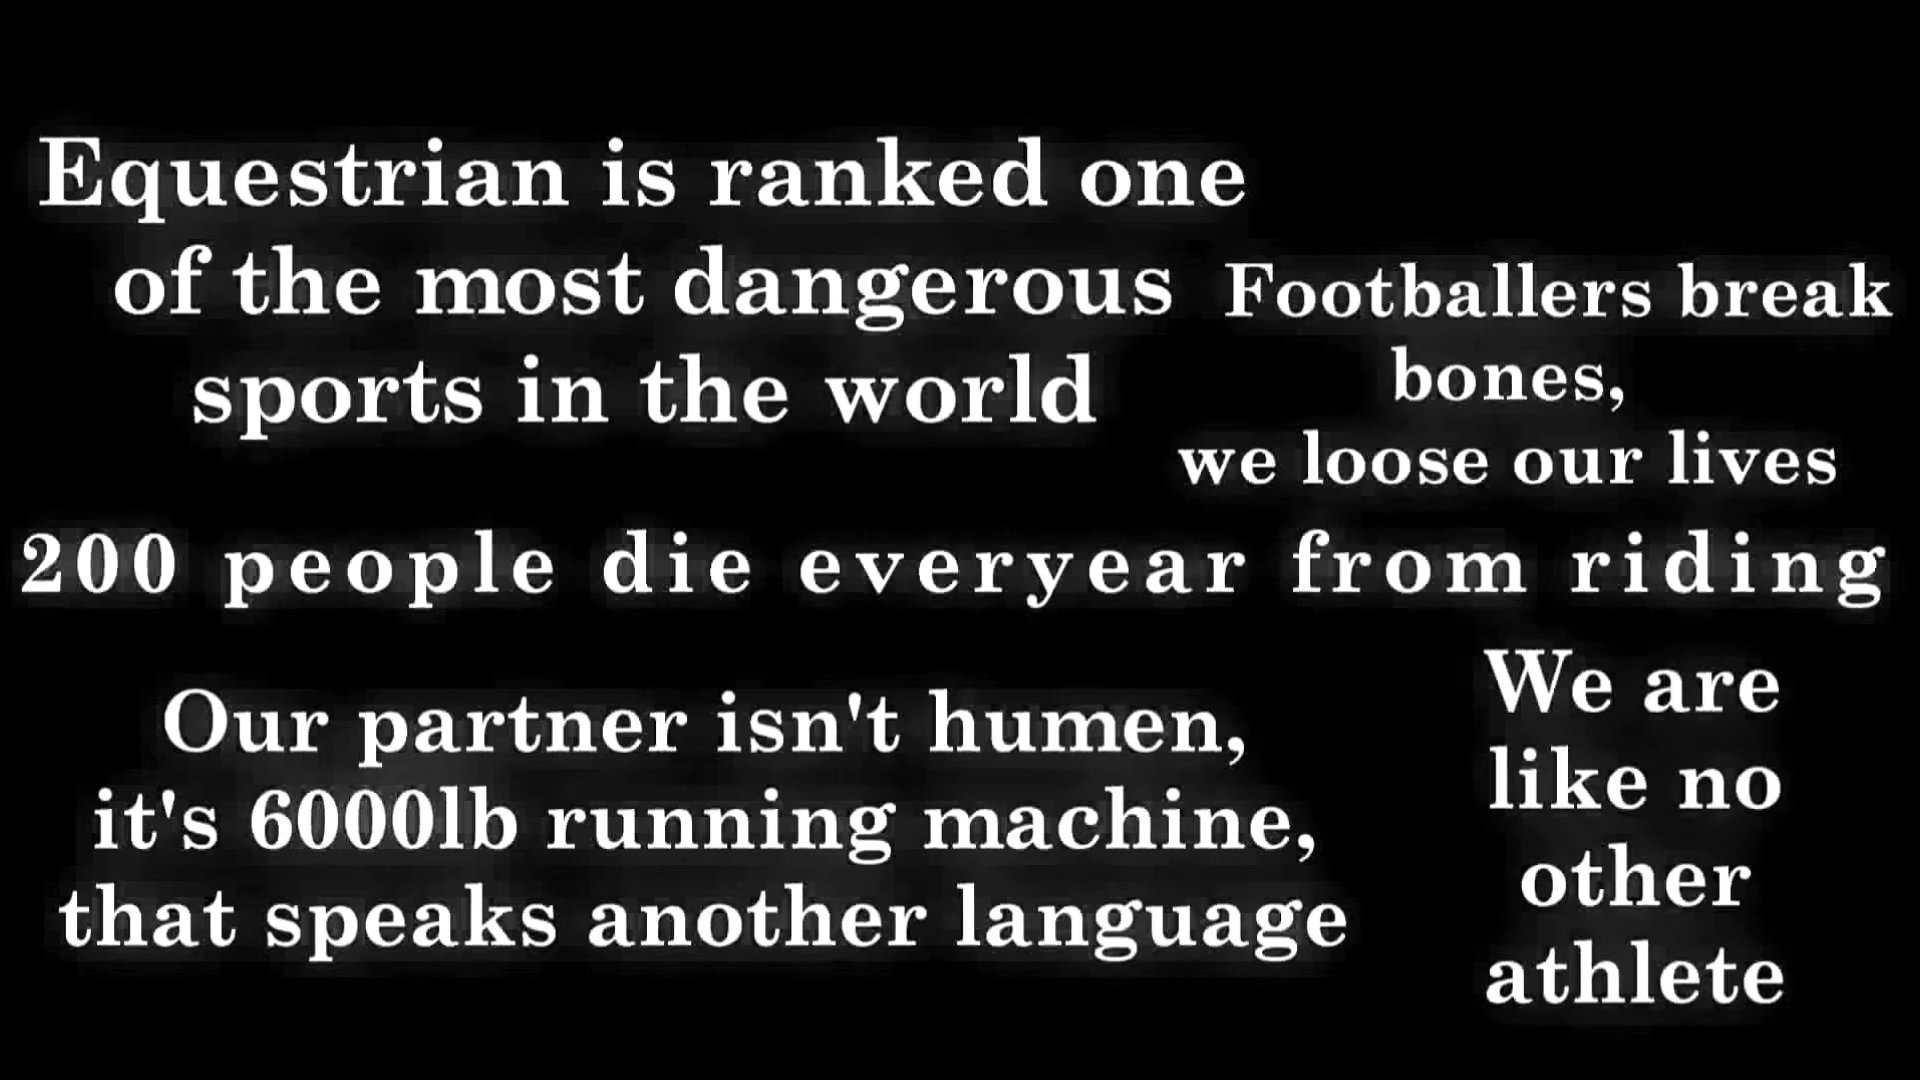 Equestrian is ranked one
of the most dangerous
sports in the world
Footballers break
bones,
we loose our lives
200 people die everyear from riding
Our partner isn't humen,
it's 6000lb running machine,
that speaks another language
We are
like no
other
athlete